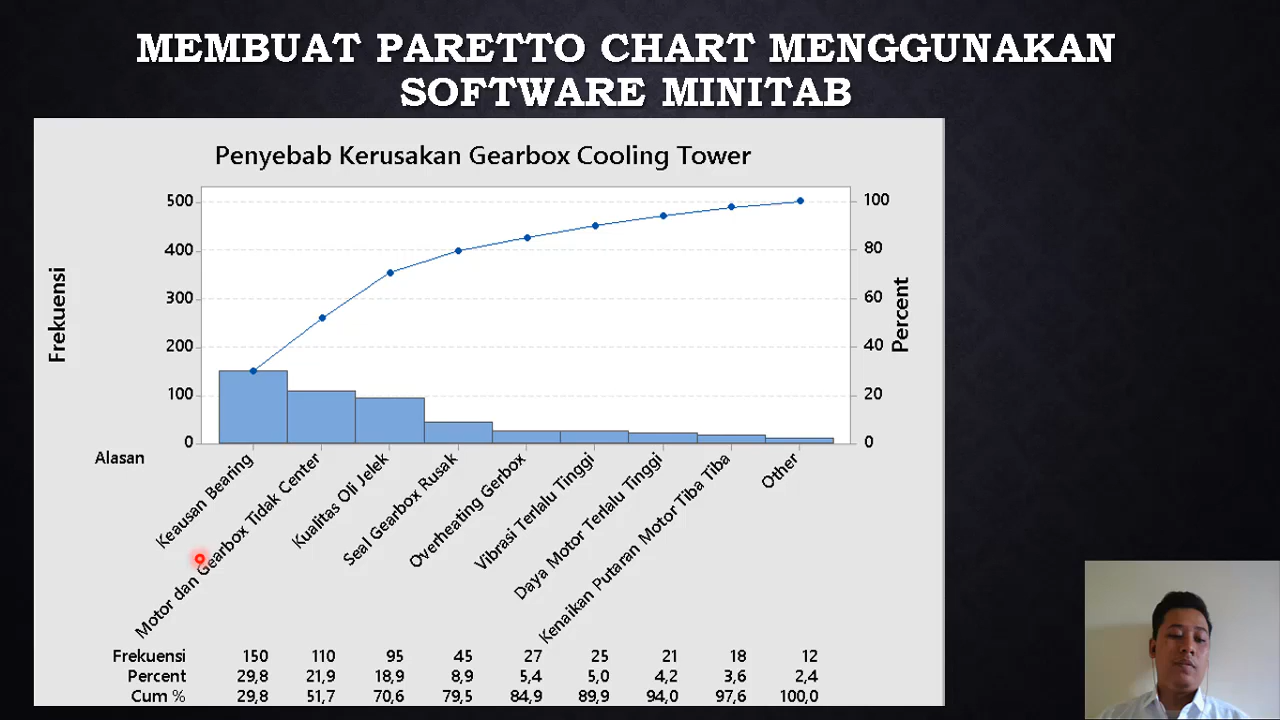 MEMBUAT PARETTO CHART MENGGUNAKAN
SOFTWARE MINITAB
Penyebab Kerusakan Gearbox Cooling Tower
Frekuensi
500
400
300
200
100
0
100
80
60
40
20
0
Percent
Alasan
Keausan Bearing
Motor dan Gearbox Tidak Center
Kualitas Oli Jelek
Seal Gearbox Rusak
Overheating Gerbox
Vibrasi Terlalu Tinggi
Daya Motor Terlalu Tinggi
Kenaikan Putaran Motor Tiba Tiba
Other
Frekuensi 150 110 95 45 27 25 21 18 12
Percent 29,8 21,9 18,9 8,9 5,4 5,0 4,2 3,6 2,4
Cum % 29,8 51,7 70,6 79,5 84,9 89,9 94,0 97,6 100,0